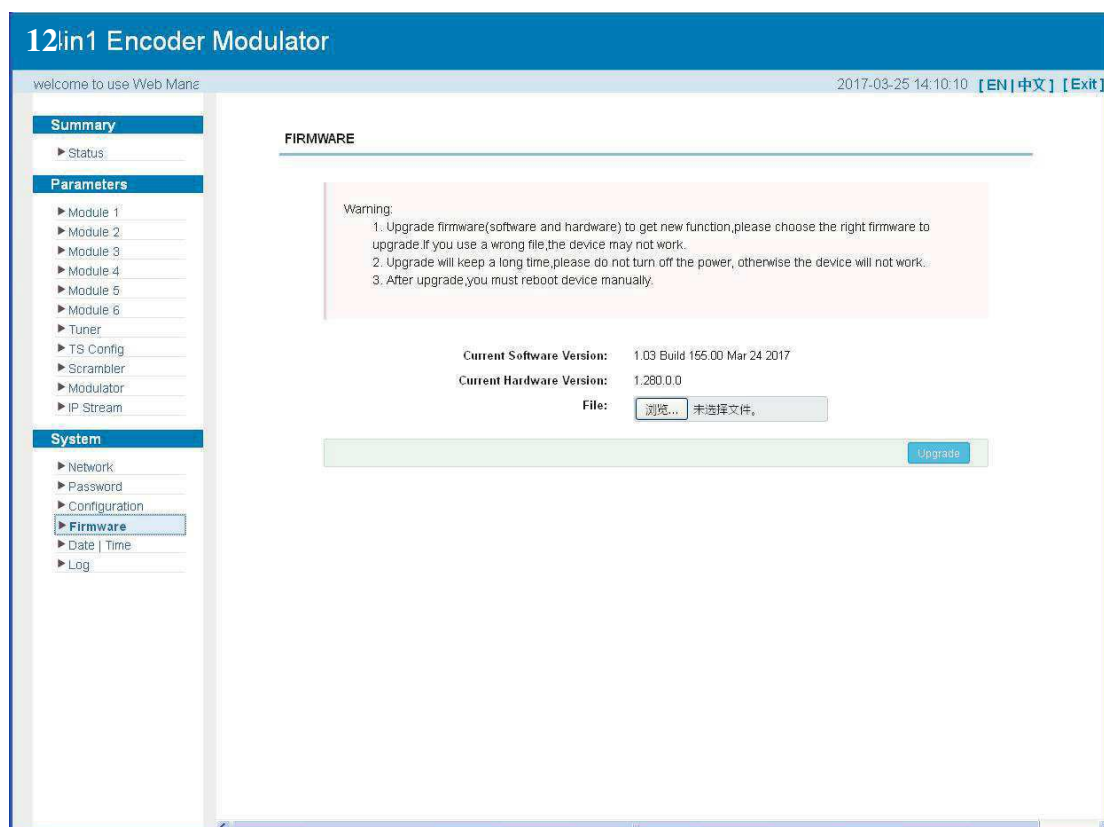 12in1 Encoder Modulator
welcome to use Web Mana
2017-03-25 14:10:10 [EN|中文] [Exit]
Summary
Status
Parameters
Module 1
Module 2
Module 3
Module 4
Module 5
Module 6
Tuner
TS Config
Scrambler
Modulator
IP Stream
System
Network
Password
Configuration
Firmware
Date | Time
Log
FIRMWARE
Warning:
1. Upgrade firmware(software and hardware) to get new function,please choose the right firmware to
upgrade.If you use a wrong file,the device may not work.
2. Upgrade will keep a long time,please do not turn off the power, otherwise the device will not work.
3. After upgrade,you must reboot device manually.
Current Software Version: 1.03 Build 155.00 Mar 24 2017
Current Hardware Version: 1.280.0.0
File: 浏览... 未选择文件。
Upgrade